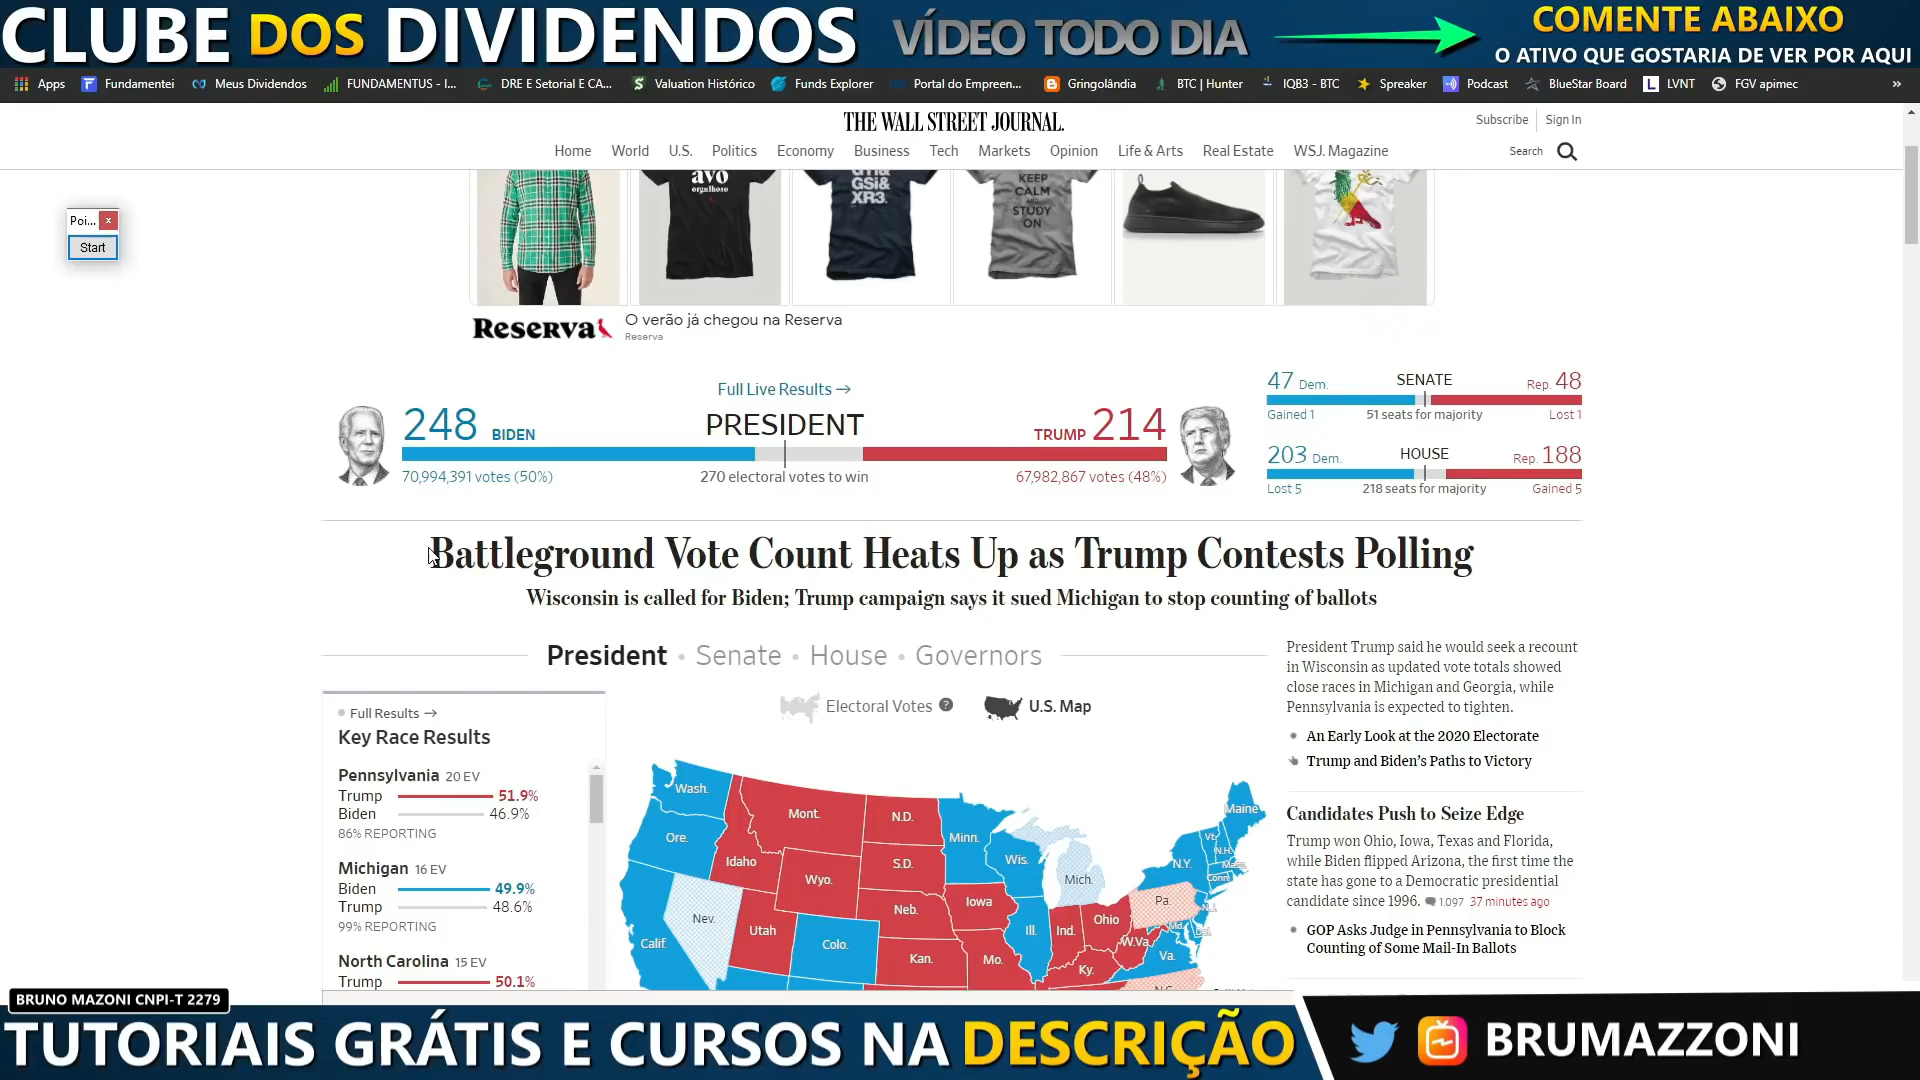 CLUBE DOS DIVIDENDOS VÍDEO TODO DIA
COMENTE ABAIXO
O ATIVO QUE GOSTARIA DE VER POR AQUI
Apps Fundamentei Meus Dividendos FUNDAMENTUS - I... DRE E Setorial E CA... Valuation Histórico Funds Explorer Portal do Empreen... Gringolândia BTC | Hunter IQB3 - BTC Spreaker Podcast BlueStar Board LVNT FGV apimec »
THE WALL STREET JOURNAL.
Subscribe Sign In
Home World U.S. Politics Economy Business Tech Markets Opinion Life & Arts Real Estate WSJ. Magazine
Search
Poi... x
Start
avo
orgulhoso
GSi&
XR3.
KEEP
CALM
AND
STUDY
ON
Reserva
O verão já chegou na Reserva
Reserva
Full Live Results →
248 BIDEN
PRESIDENT
TRUMP 214
70,994,391 votes (50%)
270 electoral votes to win
67,982,867 votes (48%)
47 Dem. SENATE Rep. 48
Gained 1 51 seats for majority Lost 1
203 Dem. HOUSE Rep. 188
Lost 5 218 seats for majority Gained 5
Battleground Vote Count Heats Up as Trump Contests Polling
Wisconsin is called for Biden; Trump campaign says it sued Michigan to stop counting of ballots
President • Senate • House • Governors
Electoral Votes ? U.S. Map
Full Results →
Key Race Results
Pennsylvania 20 EV
Trump 51.9%
Biden 46.9%
86% REPORTING
Michigan 16 EV
Biden 49.9%
Trump 48.6%
99% REPORTING
North Carolina 15 EV
Trump 50.1%
Wash.
Ore.
Calif.
Nev.
Idaho
Mont.
Wyo.
Utah
Colo.
N.D.
S.D.
Neb.
Kan.
Minn.
Iowa
Mo.
Wis.
Ill.
Mich.
Ind.
Ohio
Ky.
W.Va.
Va.
Pa.
N.Y.
Vt.
N.H.
Maine
Mass.
Conn.
N.J.
Md.
Del.
N.C.
President Trump said he would seek a recount
in Wisconsin as updated vote totals showed
close races in Michigan and Georgia, while
Pennsylvania is expected to tighten.
An Early Look at the 2020 Electorate
Trump and Biden’s Paths to Victory
Candidates Push to Seize Edge
Trump won Ohio, Iowa, Texas and Florida,
while Biden flipped Arizona, the first time the
state has gone to a Democratic presidential
candidate since 1996. 1,097 37 minutes ago
GOP Asks Judge in Pennsylvania to Block
Counting of Some Mail-In Ballots
BRUNO MAZONI CNPI-T 2279
TUTORIAIS GRÁTIS E CURSOS NA DESCRIÇÃO
BRUMAZZONI